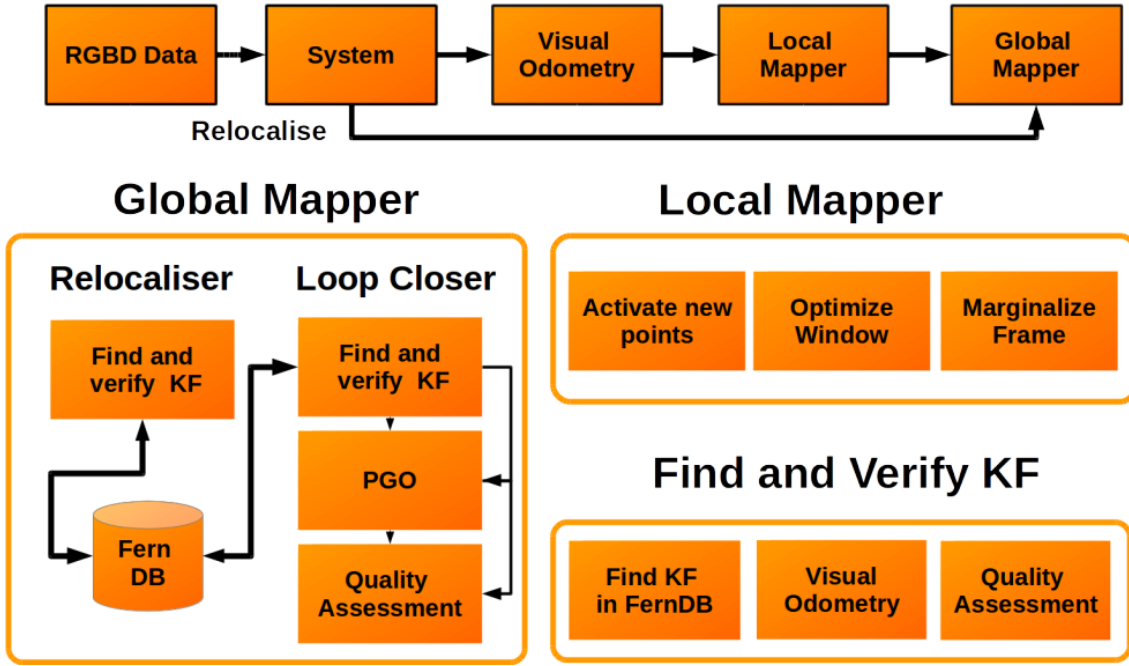 RGBD Data
System
Visual
Odometry
Local
Mapper
Global
Mapper
Relocalise
Global Mapper
Relocaliser
Loop Closer
Find and
verify KF
Find and
verify KF
PGO
Fern
DB
Quality
Assessment
Local Mapper
Activate new
points
Optimize
Window
Marginalize
Frame
Find and Verify KF
Find KF
in FernDB
Visual
Odometry
Quality
Assessment